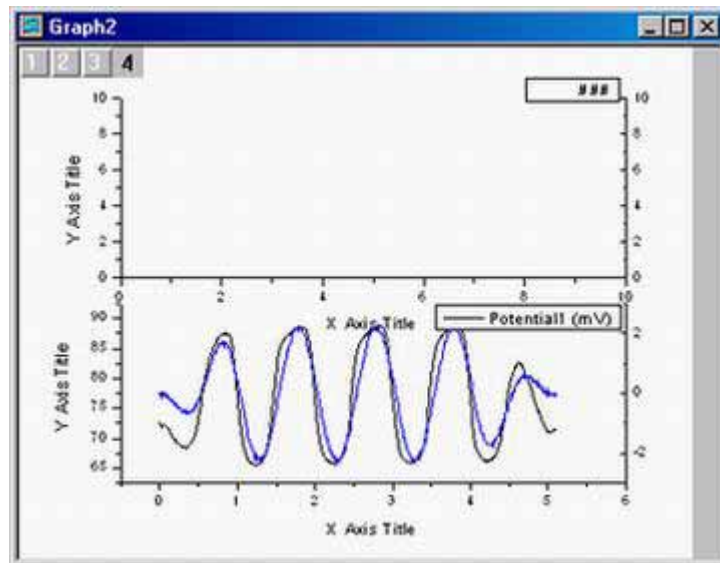 Graph2
1 2 3 4
###
10 10
8 8
6 6
Y Axis Title
4 4
2 2
0 0
0 2 4 6 8 10
X Axis Title
Potential1 (mV)
90
85
80
75
70
65
Y Axis Title
2
0
-2
0 1 2 3 4 5 6
X Axis Title